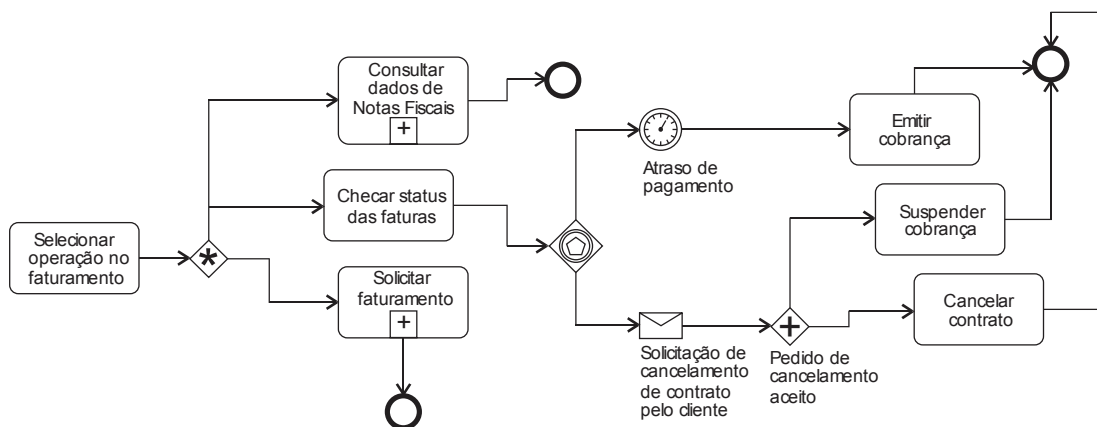 Consultar
dados de
Notas Fiscais
Emitir
cobrança
Atraso de
pagamento
Checar status
das faturas
Suspender
cobrança
Selecionar
operação no
faturamento
Solicitar
faturamento
Cancelar
contrato
Solicitação de
cancelamento
de contrato
pelo cliente
Pedido de
cancelamento
aceito